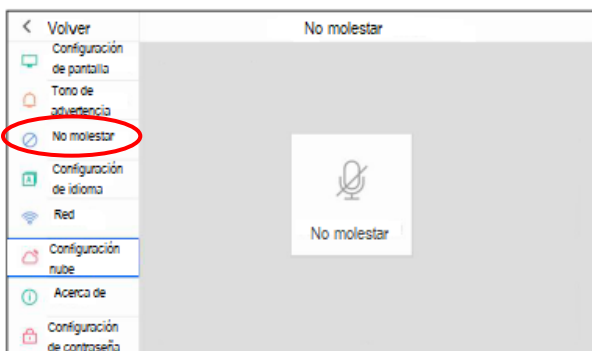 Volver
No molestar
Configuración
de pantalla
Tono de
advertencia
No molestar
Configuración
de idioma
Red
Configuración
nube
Acerca de
Configuración
de contraseña
No molestar